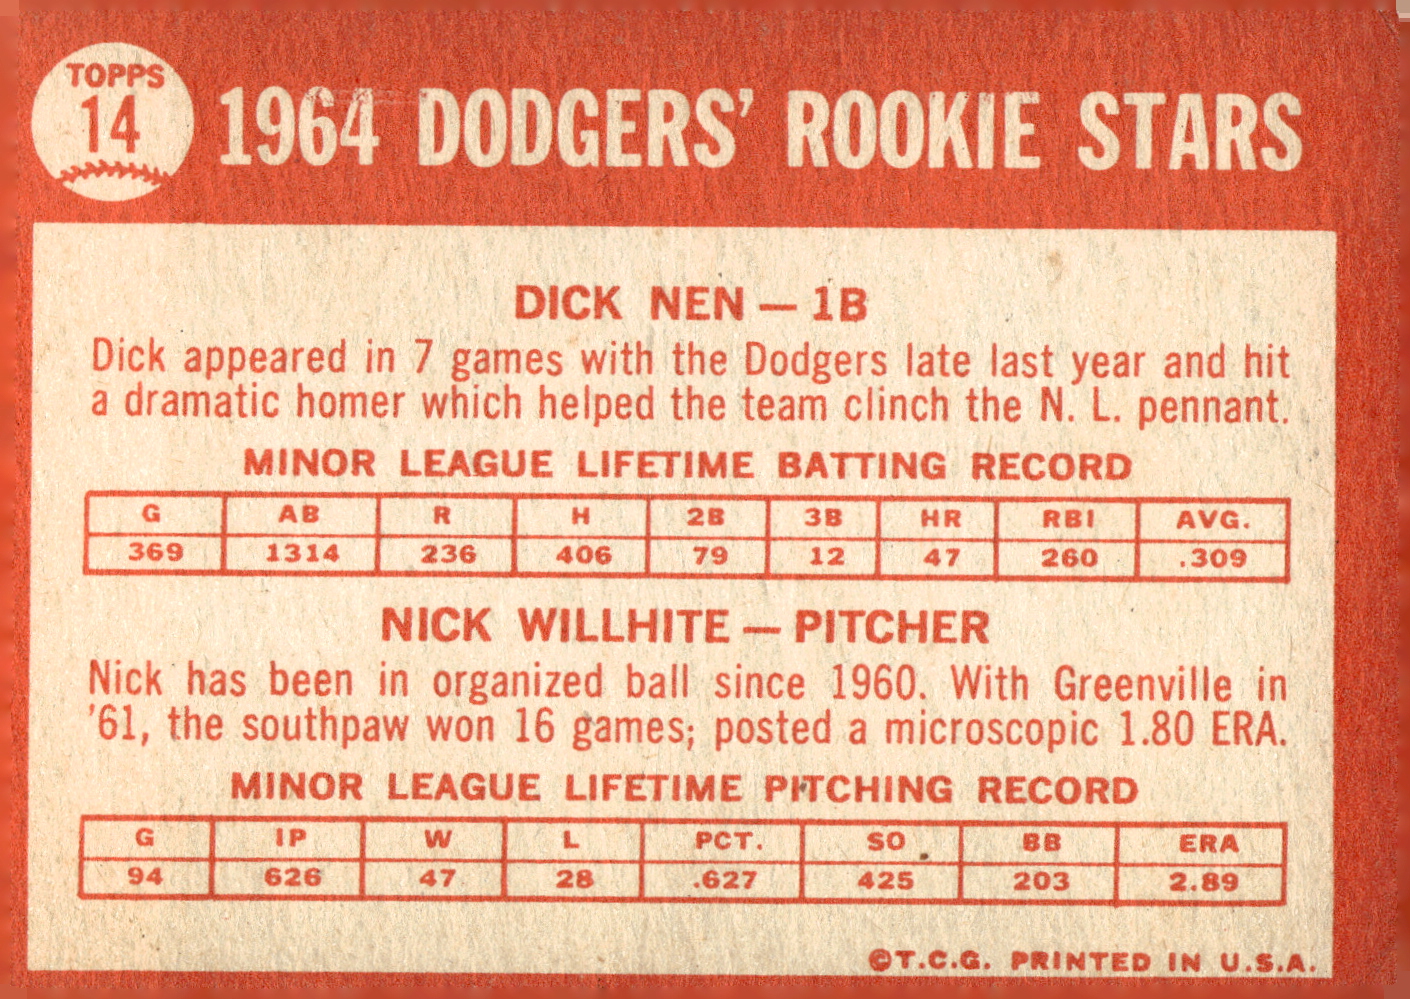 TOPPS
14
1964 DODGERS' ROOKIE STARS
DICK NEN — 1B
Dick appeared in 7 games with the Dodgers late last year and hit
a dramatic homer which helped the team clinch the N. L. pennant.
MINOR LEAGUE LIFETIME BATTING RECORD
G AB R H 2B 3B HR RBI AVG.
369 1314 236 406 79 12 47 260 .309
NICK WILLHITE — PITCHER
Nick has been in organized ball since 1960. With Greenville in
'61, the southpaw won 16 games; posted a microscopic 1.80 ERA.
MINOR LEAGUE LIFETIME PITCHING RECORD
G IP W L PCT. SO BB ERA
94 626 47 28 .627 425 203 2.89
©T.C.G. PRINTED IN U.S.A.